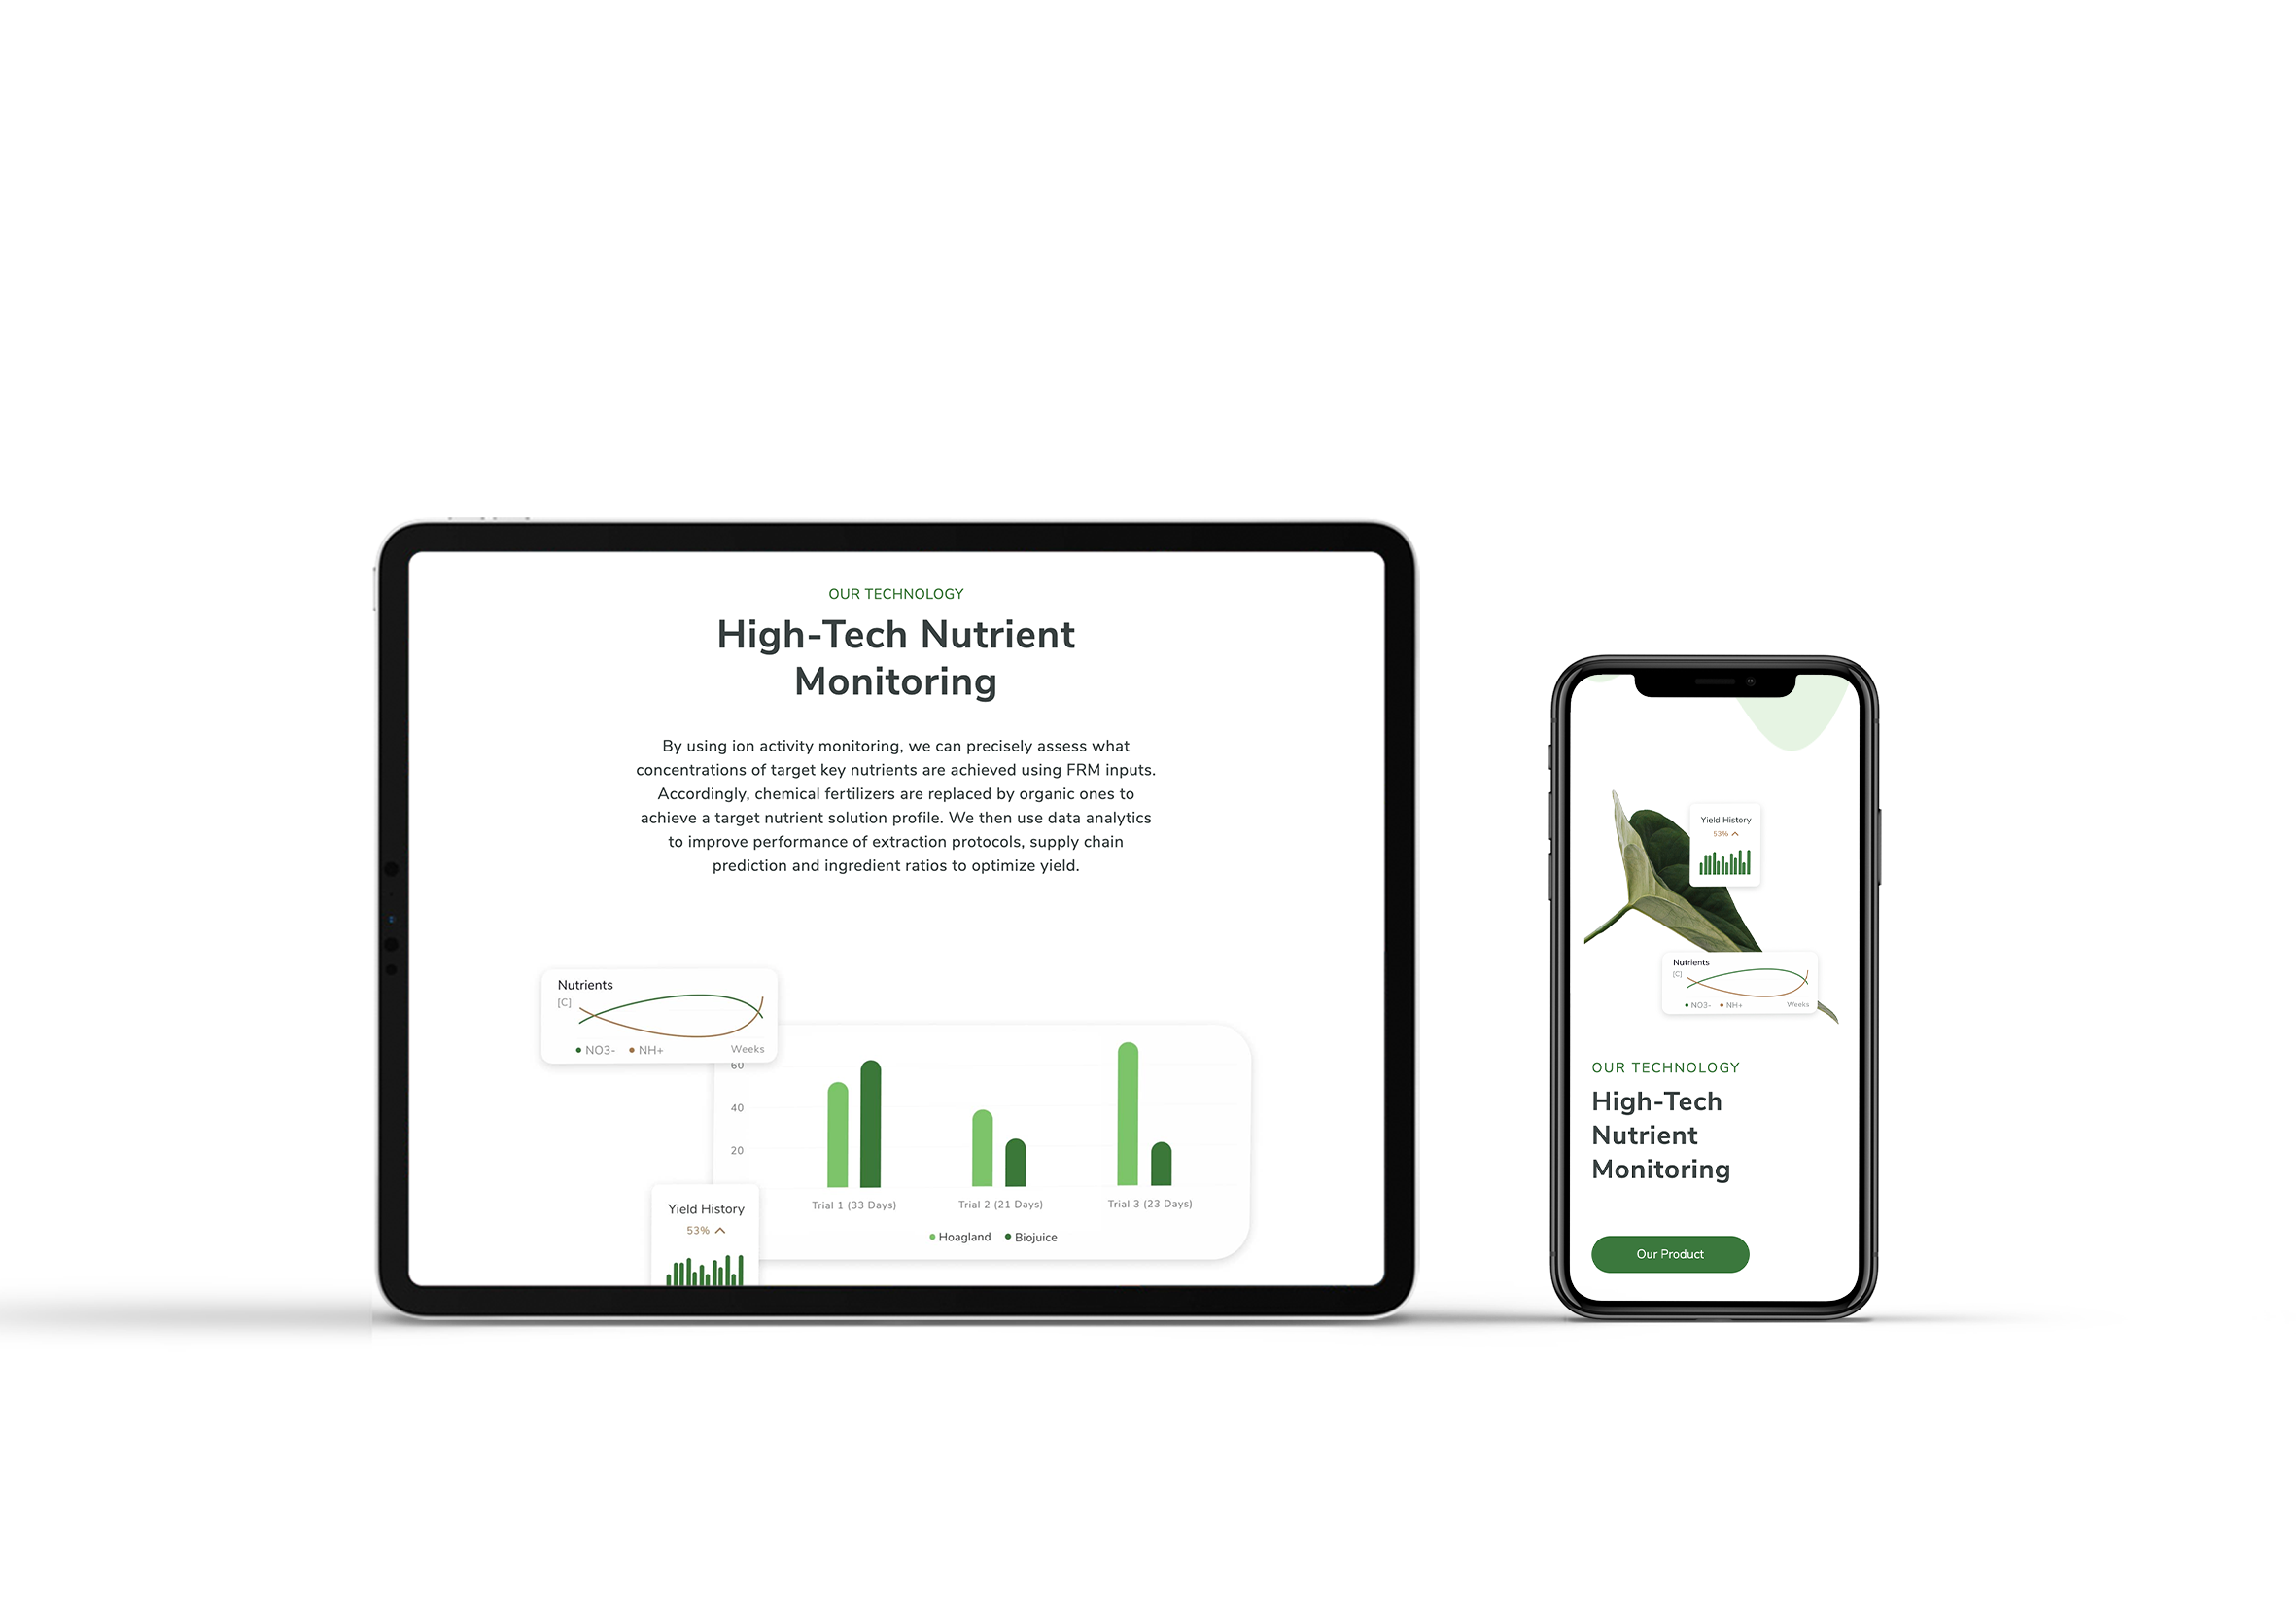 OUR TECHNOLOGY
High-Tech Nutrient
Monitoring
By using ion activity monitoring, we can precisely assess what
concentrations of target key nutrients are achieved using FRM inputs.
Accordingly, chemical fertilizers are replaced by organic ones to
achieve a target nutrient solution profile. We then use data analytics
to improve performance of extraction protocols, supply chain
prediction and ingredient ratios to optimize yield.
Nutrients
[C]
NO3- NH+ Weeks
60
40
20
Trial 1 (33 Days) Trial 2 (21 Days) Trial 3 (23 Days)
Hoagland Biojuice
Yield History
53%
Yield History
53%
Nutrients
[C]
NO3- NH+ Weeks
OUR TECHNOLOGY
High-Tech
Nutrient
Monitoring
Our Product